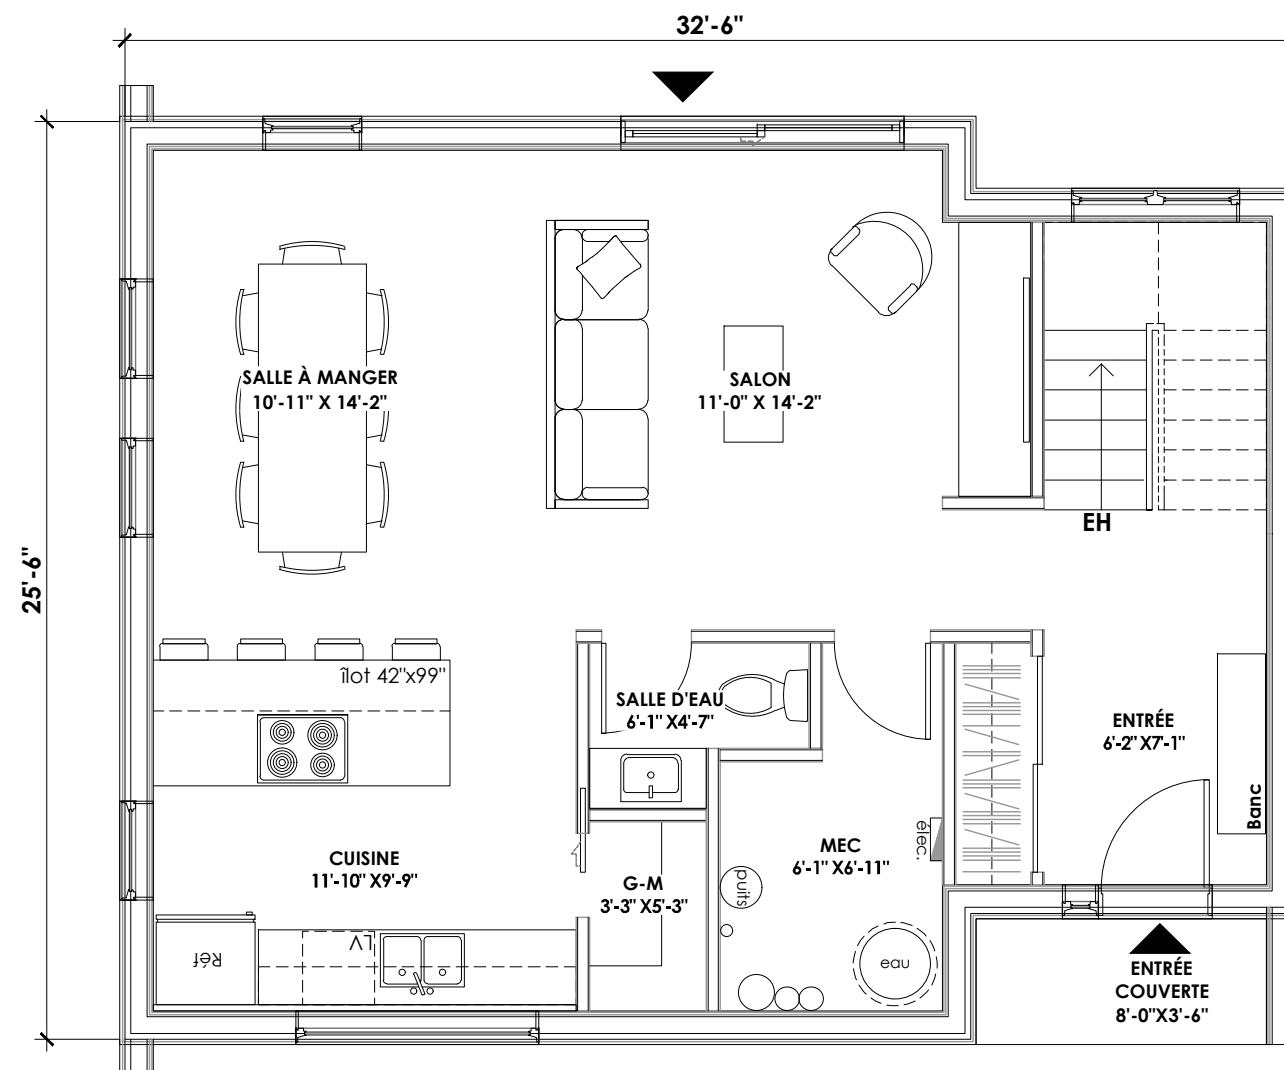 32'-6"
25'-6"
SALLE À MANGER
10'-11" X 14'-2"
SALON
11'-0" X 14'-2"
EH
îlot 42"x99"
SALLE D'EAU
6'-1" X4'-7"
ENTRÉE
6'-2" X7'-1"
Banc
élec.
MEC
6'-1" X6'-11"
CUISINE
11'-10" X9'-9"
G-M
3'-3" X5'-3"
puits
LV
Réf
eau
ENTRÉE
COUVERTE
8'-0"X3'-6"